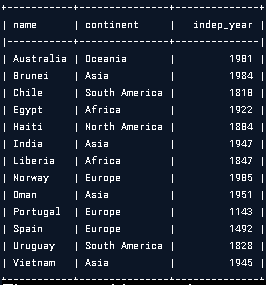 +-----------+---------------+--------------+
| name | continent | indep_year |
|-----------+---------------+--------------|
| Australia | Oceania | 1901 |
| Brunei | Asia | 1984 |
| Chile | South America | 1810 |
| Egypt | Africa | 1922 |
| Haiti | North America | 1804 |
| India | Asia | 1947 |
| Liberia | Africa | 1847 |
| Norway | Europe | 1905 |
| Oman | Asia | 1951 |
| Portugal | Europe | 1143 |
| Spain | Europe | 1492 |
| Uruguay | South America | 1828 |
| Vietnam | Asia | 1945 |
+-----------+---------------+--------------+